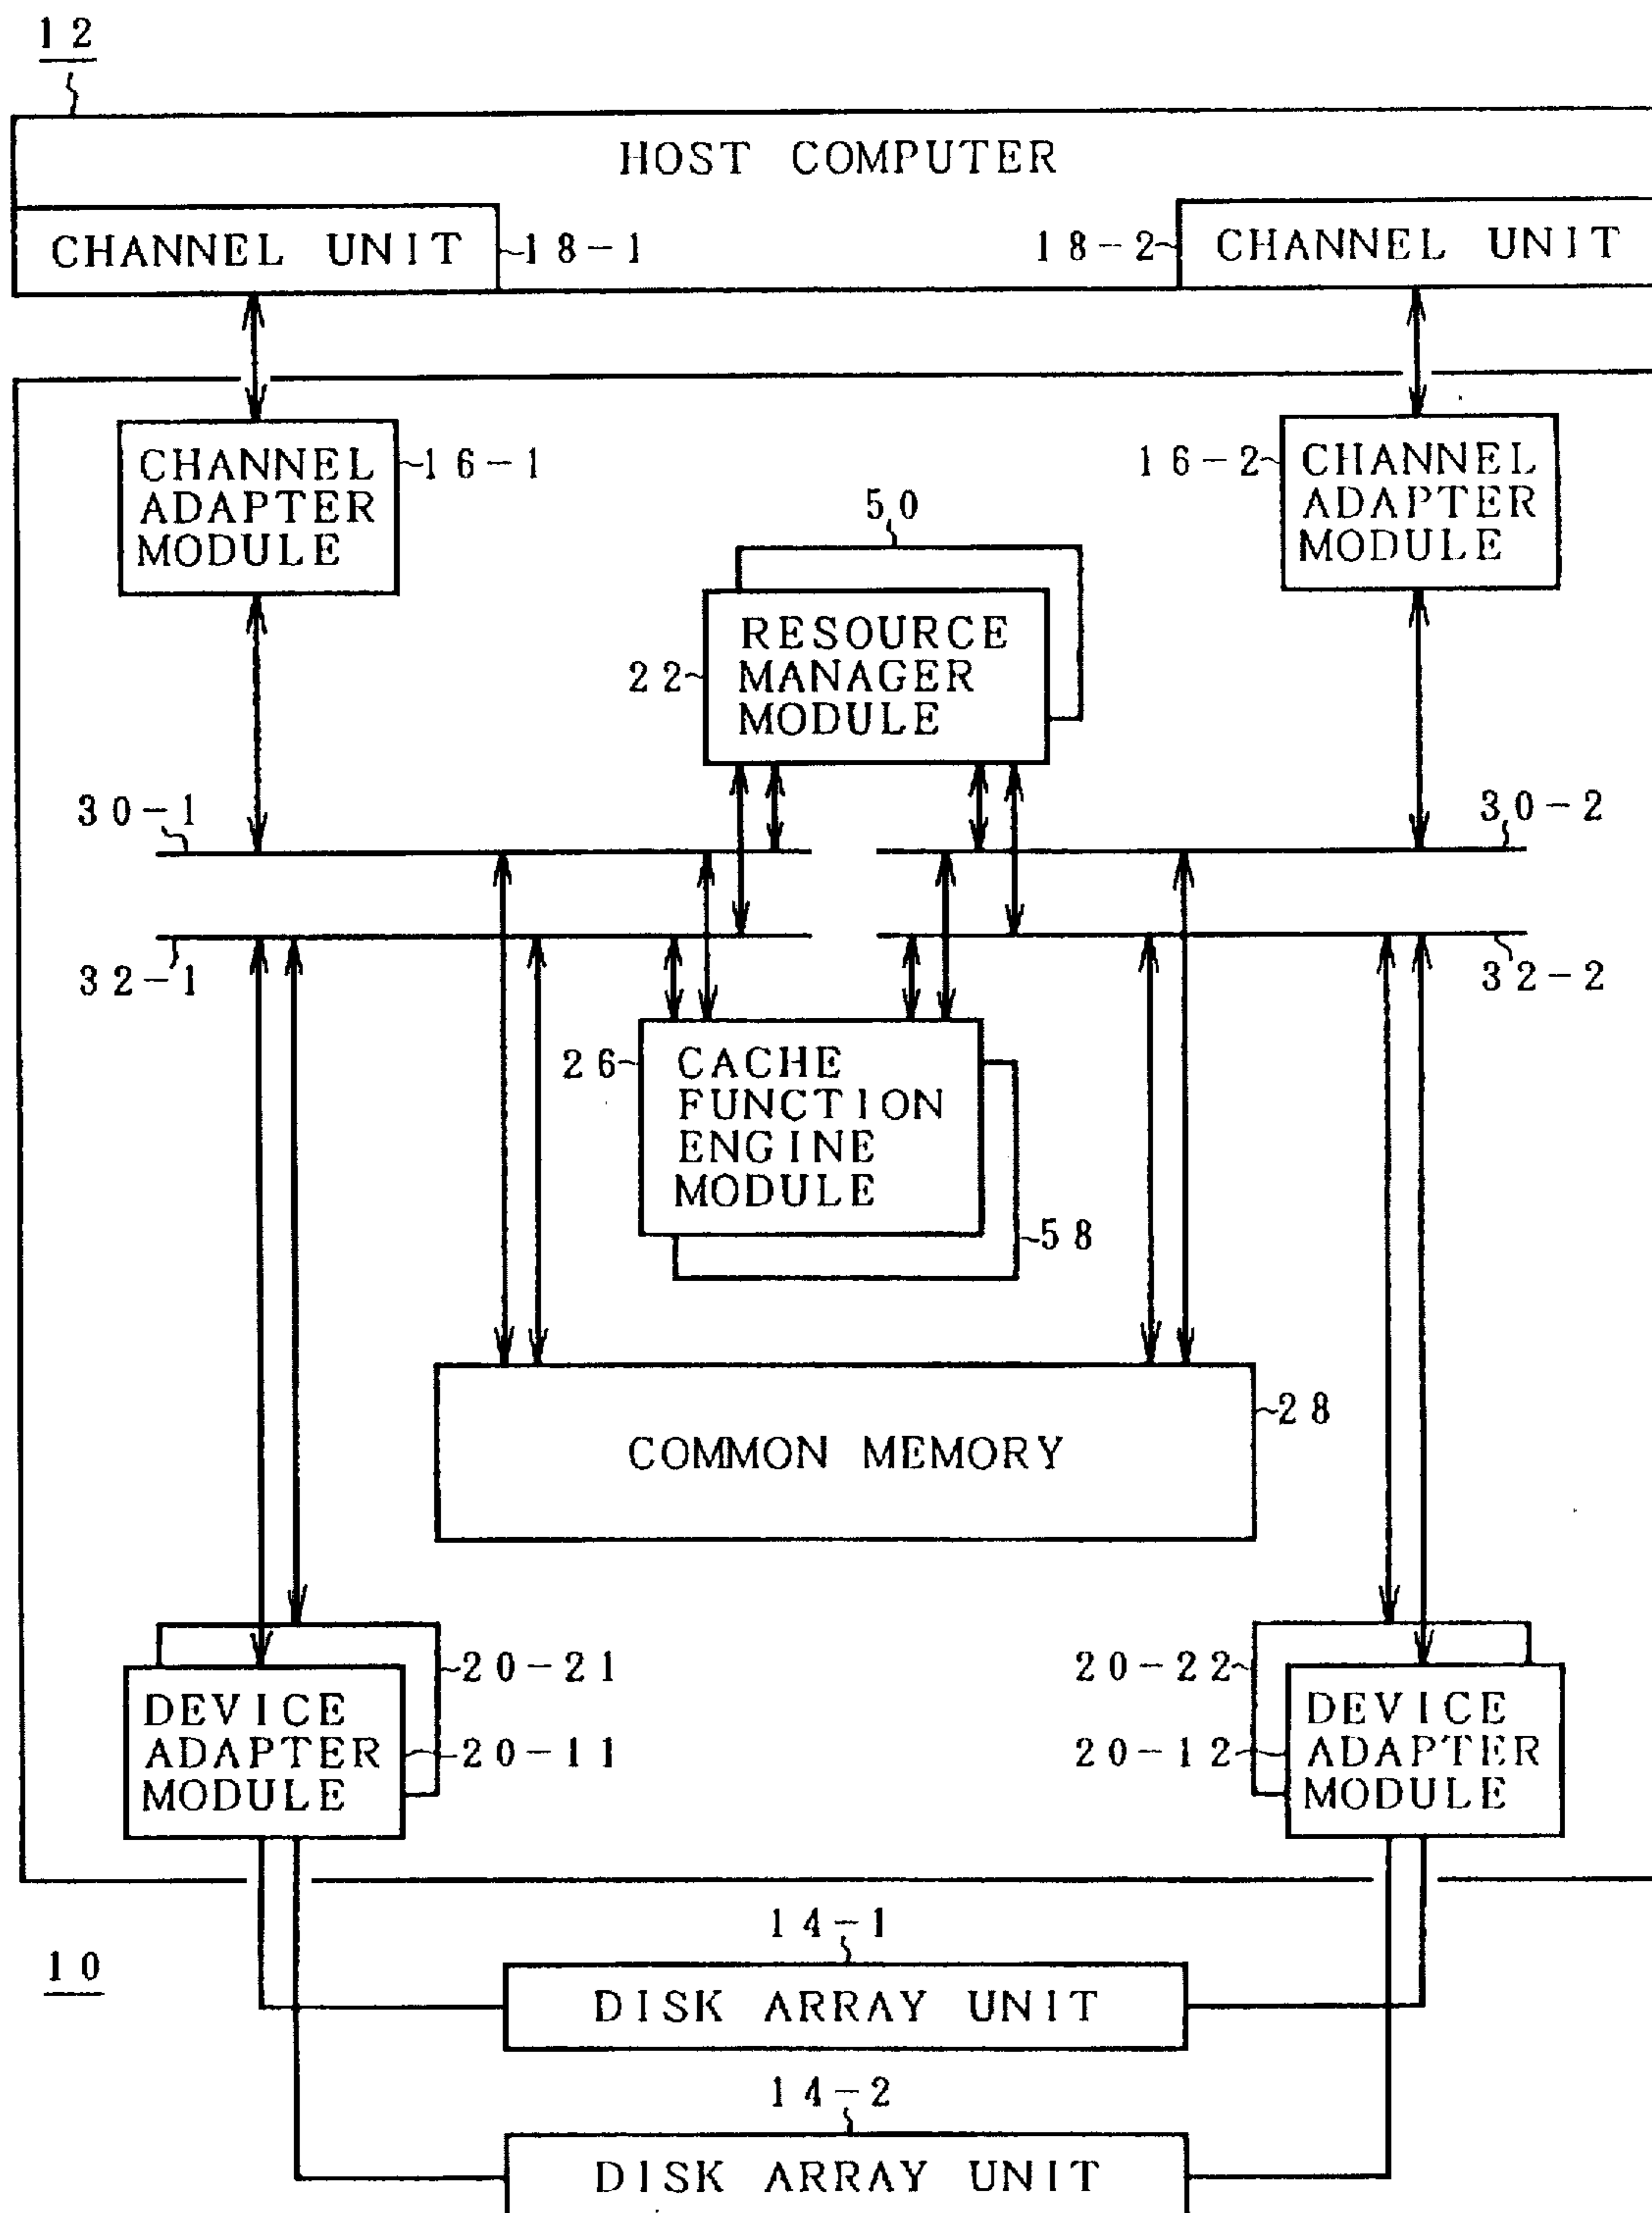 12
HOST COMPUTER
CHANNEL UNIT
18-1
18-2
CHANNEL UNIT
CHANNEL
ADAPTER
MODULE
16-1
16-2
CHANNEL
ADAPTER
MODULE
50
RESOURCE
MANAGER
MODULE
22
30-1
30-2
32-1
32-2
26
CACHE
FUNCTION
ENGINE
MODULE
58
28
COMMON MEMORY
20-21
20-22
DEVICE
ADAPTER
MODULE
20-11
20-12
DEVICE
ADAPTER
MODULE
14-1
10
DISK ARRAY UNIT
14-2
DISK ARRAY UNIT